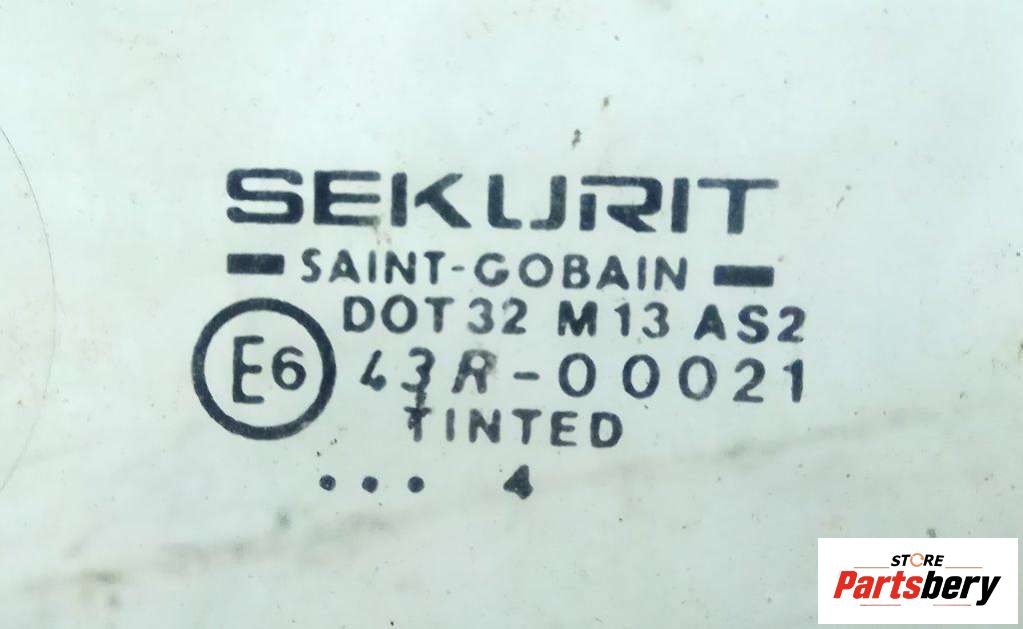 SEKURIT
SAINT-GOBAIN
DOT 32 M 13 AS2
E6 43R-00021
TINTED
... 4
STORE
Partsbery